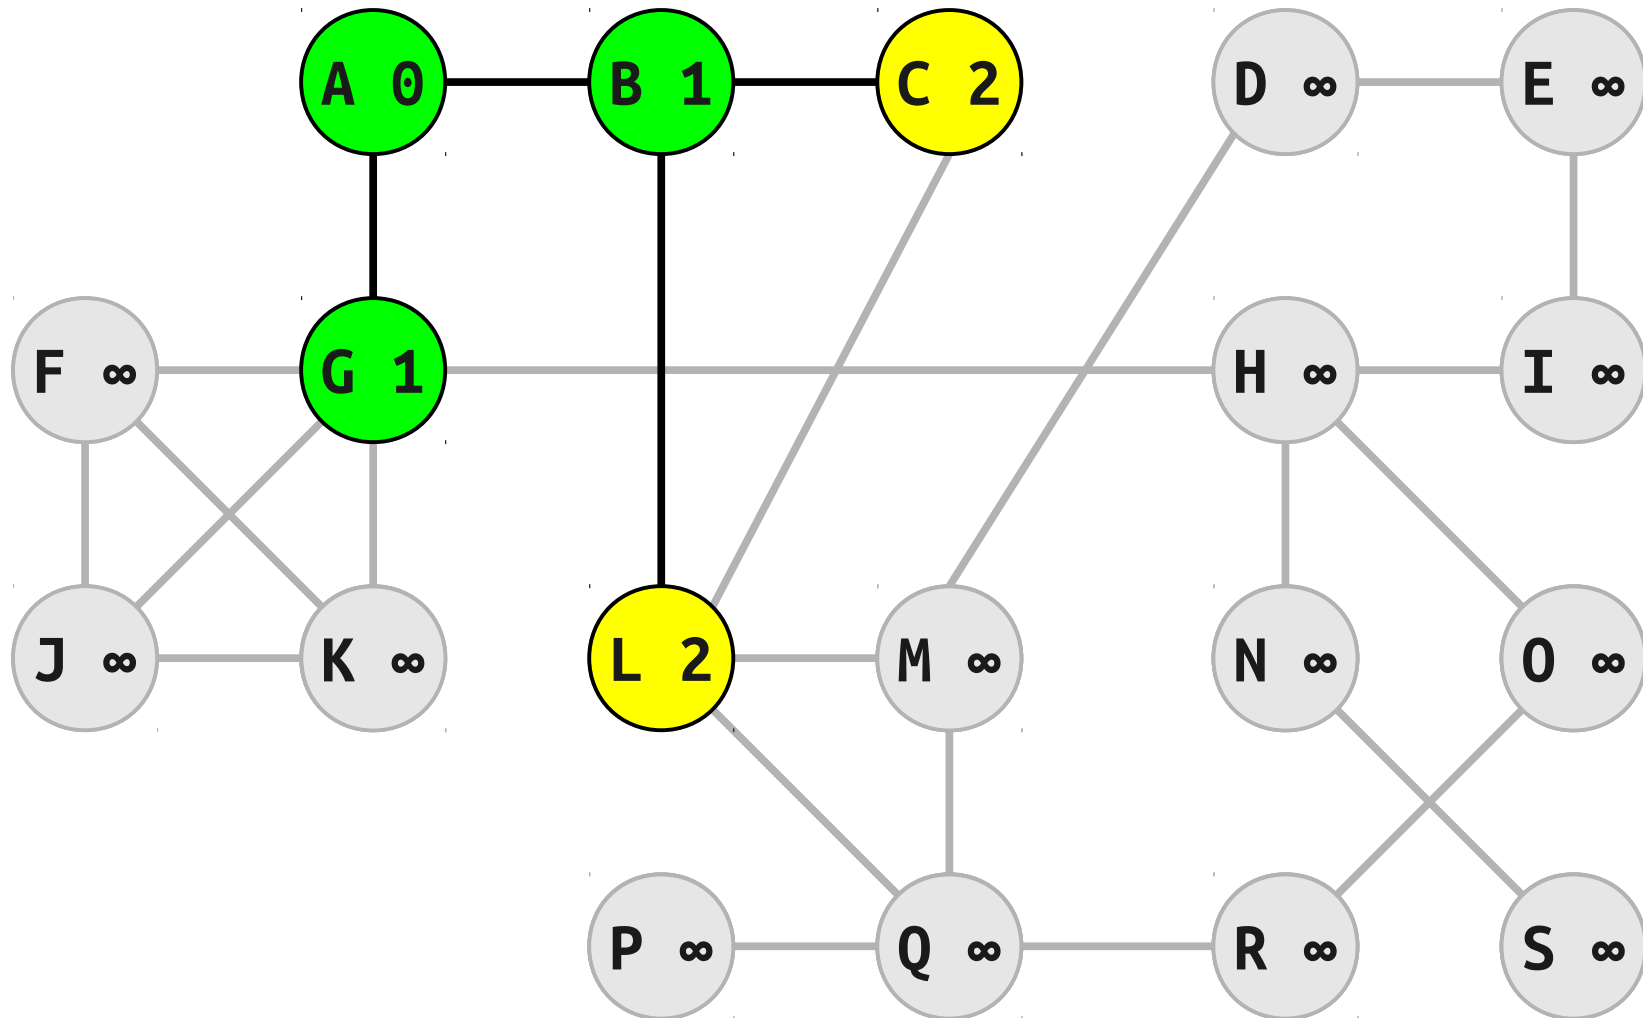 A 0 B 1 C 2 D ∞ E ∞
F ∞ G 1 H ∞ I ∞
J ∞ K ∞ L 2 M ∞ N ∞ O ∞
P ∞ Q ∞ R ∞ S ∞